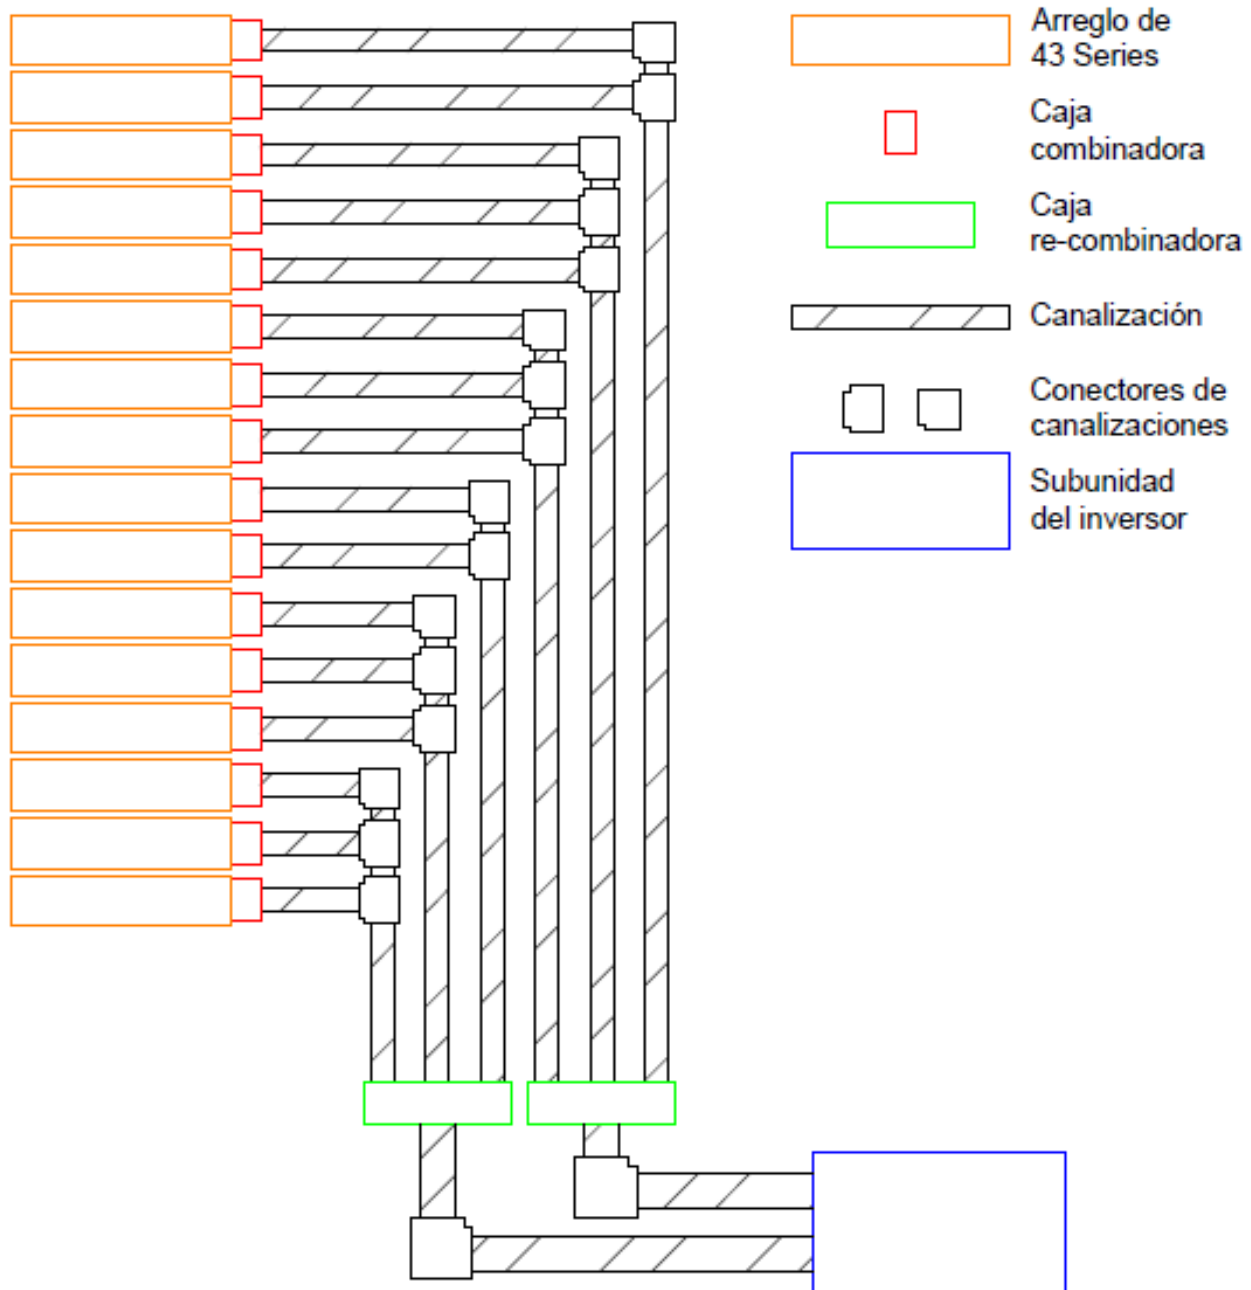 Arreglo de
43 Series
Caja
combinadora
Caja
re-combinadora
Canalización
Conectores de
canalizaciones
Subunidad
del inversor